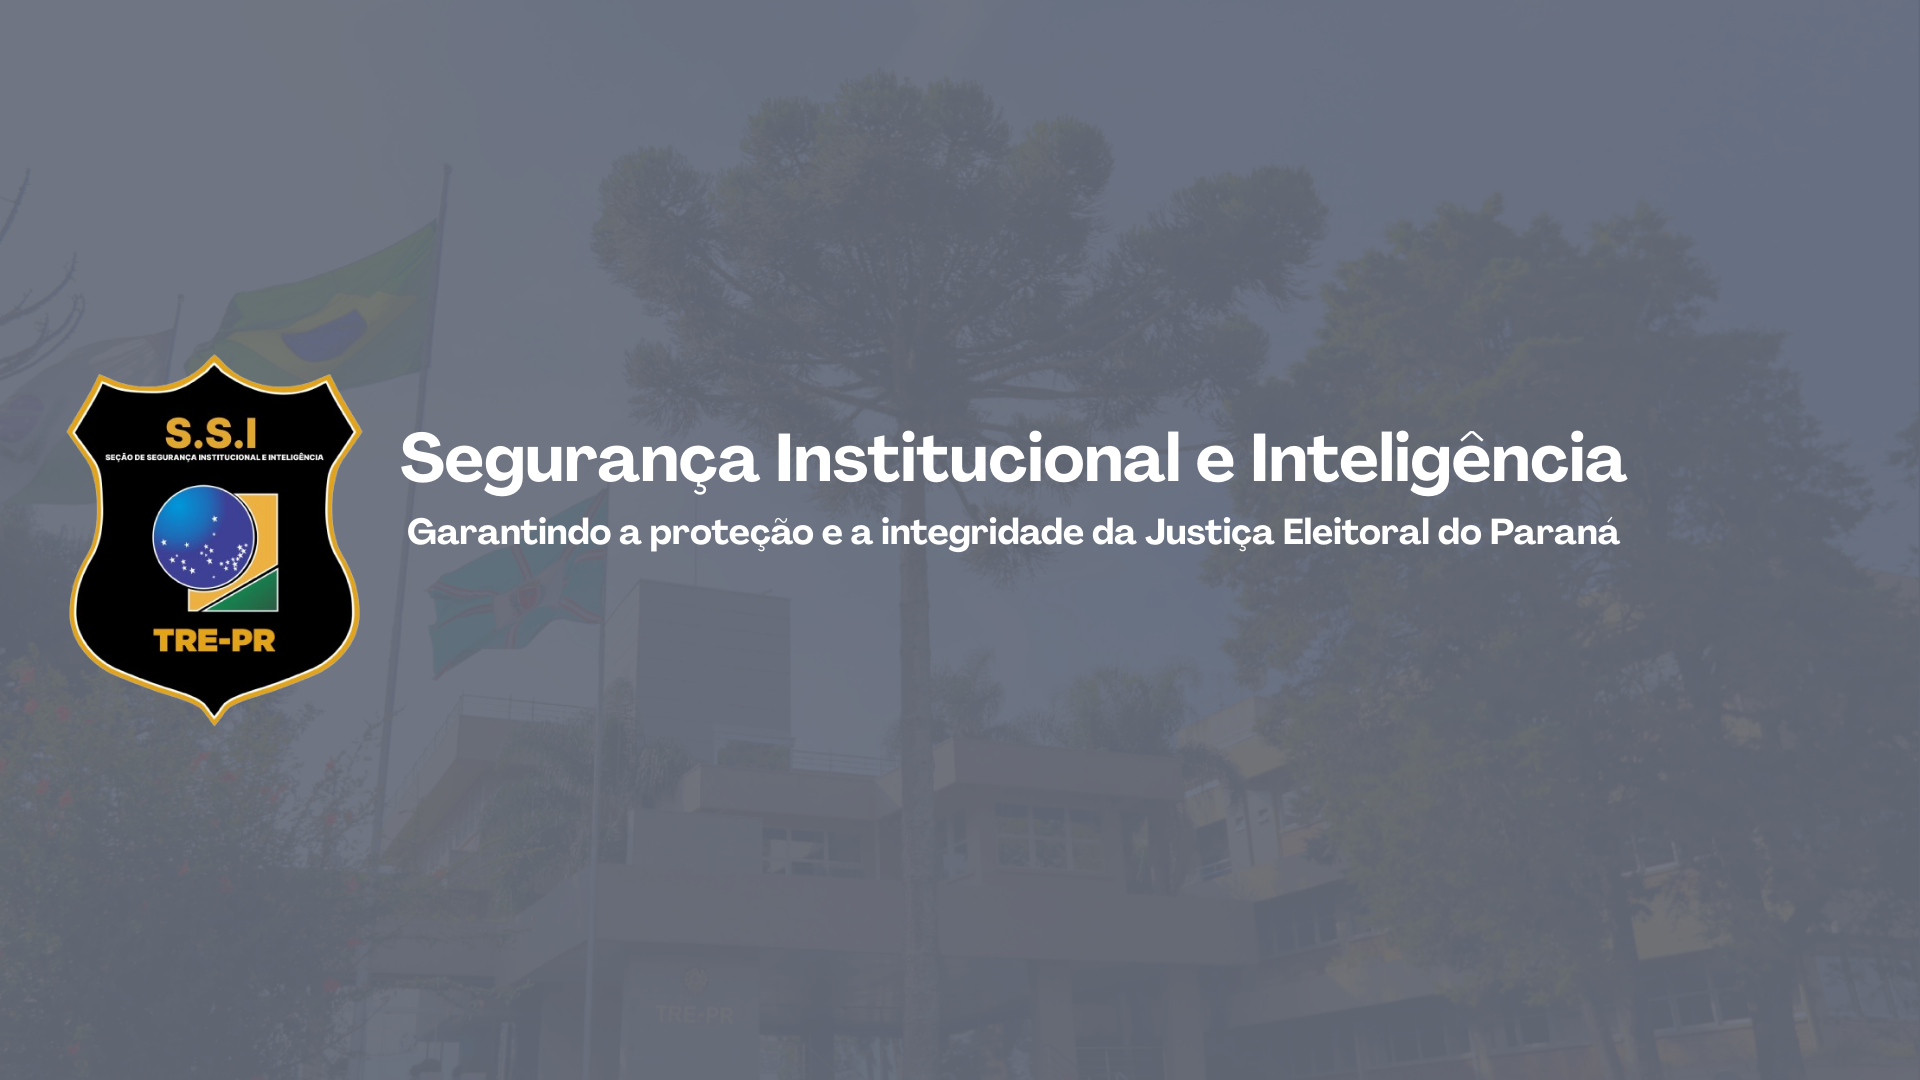 S.S.I
SEÇÃO DE SEGURANÇA INSTITUCIONAL E INTELIGÊNCIA
TRE-PR
Segurança Institucional e Inteligência
Garantindo a proteção e a integridade da Justiça Eleitoral do Paraná
TRE-PR